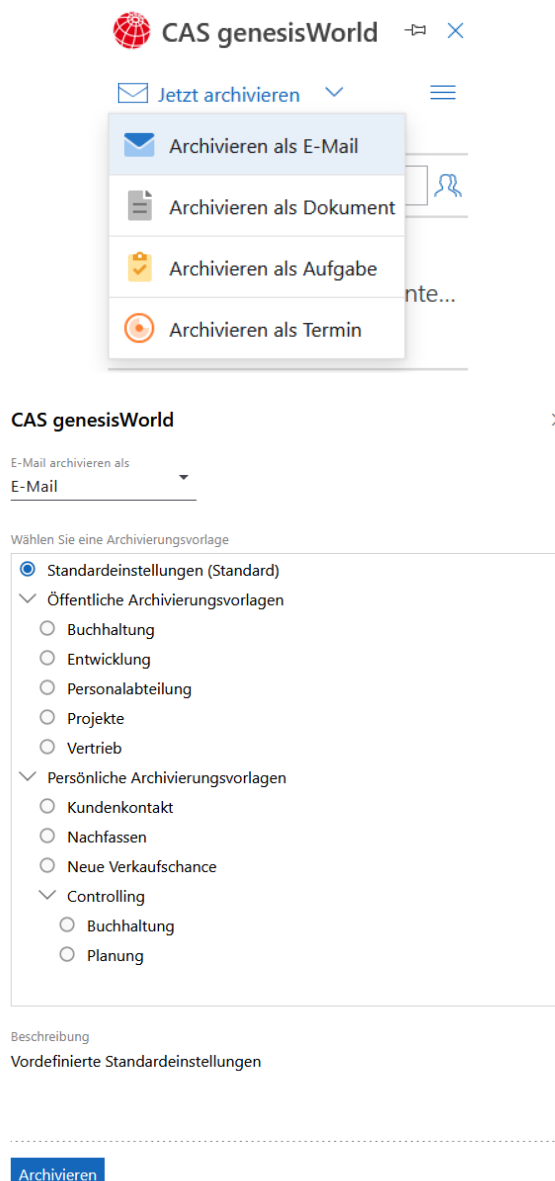 CAS genesisWorld
Jetzt archivieren
Archivieren als E-Mail
Archivieren als Dokument
Archivieren als Aufgabe
nte...
Archivieren als Termin
CAS genesisWorld
E-Mail archivieren als
E-Mail
Wählen Sie eine Archivierungsvorlage
Standardeinstellungen (Standard)
Öffentliche Archivierungsvorlagen
Buchhaltung
Entwicklung
Personalabteilung
Projekte
Vertrieb
Persönliche Archivierungsvorlagen
Kundenkontakt
Nachfassen
Neue Verkaufschance
Controlling
Buchhaltung
Planung
Beschreibung
Vordefinierte Standardeinstellungen
Archivieren